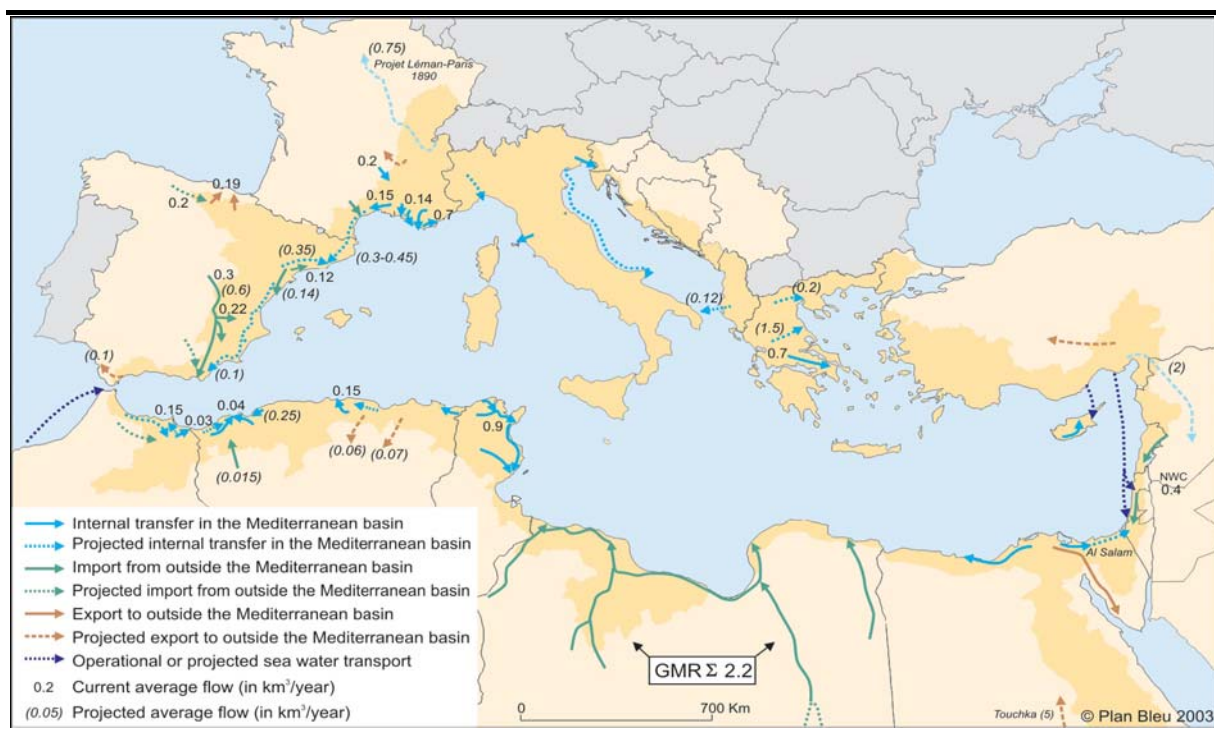 (0.75)
Projet Léman-Paris
1890
0.2
0.19
0.2
0.15
0.14
0.7
(0.35)
(0.3-0.45)
0.12
(0.14)
0.3
(0.6)
0.22
(0.1)
(0.1)
(0.12)
(0.2)
(1.5)
0.7
(2)
0.15
0.03
0.04
(0.25)
0.15
(0.06)
(0.07)
(0.015)
0.9
NWC
0.4
Al Salam
GMR Σ 2.2
Internal transfer in the Mediterranean basin
Projected internal transfer in the Mediterranean basin
Import from outside the Mediterranean basin
Projected import from outside the Mediterranean basin
Export to outside the Mediterranean basin
Projected export to outside the Mediterranean basin
Operational or projected sea water transport
0.2 Current average flow (in km³/year)
(0.05) Projected average flow (in km³/year)
0 700 Km
Touchka (5)
© Plan Bleu 2003